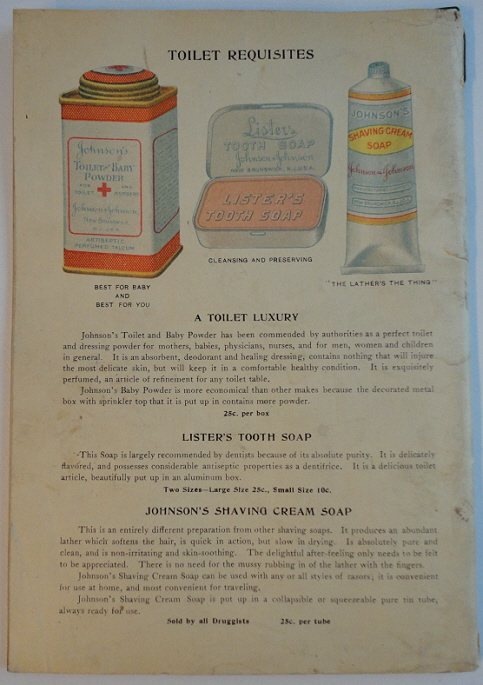 TOILET REQUISITES
Johnson's
TOILET AND BABY
POWDER
FOR AND
TOILET NURSERY
Johnson & Johnson
NEW BRUNSWICK
N.J. U.S.A.
ANTISEPTIC
PERFUMED TALCUM
Lister's
TOOTH SOAP
Johnson & Johnson
NEW BRUNSWICK, N.J., U.S.A.
LISTER'S
TOOTH SOAP
JOHNSON'S
SHAVING CREAM
SOAP
Johnson & Johnson
NEW BRUNSWICK, N.J., U.S.A.
BEST FOR BABY
AND
BEST FOR YOU
CLEANSING AND PRESERVING
"THE LATHER'S THE THING"
A TOILET LUXURY
Johnson's Toilet and Baby Powder has been commended by authorities as a perfect toilet
and dressing powder for mothers, babies, physicians, nurses, and for men, women and children
in general. It is an absorbent, deodorant and healing dressing, contains nothing that will injure
the most delicate skin, but will keep it in a comfortable healthy condition. It is exquisitely
perfumed, an article of refinement for any toilet table.
Johnson's Baby Powder is more economical than other makes because the decorated metal
box with sprinkler top that it is put up in contains more powder.
25c. per box
LISTER'S TOOTH SOAP
This Soap is largely recommended by dentists because of its absolute purity. It is delicately
flavored, and possesses considerable antiseptic properties as a dentifrice. It is a delicious toilet
article, beautifully put up in an aluminum box.
Two Sizes—Large Size 25c., Small Size 10c.
JOHNSON'S SHAVING CREAM SOAP
This is an entirely different preparation from other shaving soaps. It produces an abundant
lather which softens the hair, is quick in action, but slow in drying. Is absolutely pure and
clean, and is non-irritating and skin-soothing. The delightful after-feeling only needs to be felt
to be appreciated. There is no need for the mussy rubbing in of the lather with the fingers.
Johnson's Shaving Cream Soap can be used with any or all styles of razors; it is convenient
for use at home, and most convenient for traveling.
Johnson's Shaving Cream Soap is put up in a collapsible or squeezeable pure tin tube,
always ready for use.
Sold by all Druggists 25c. per tube